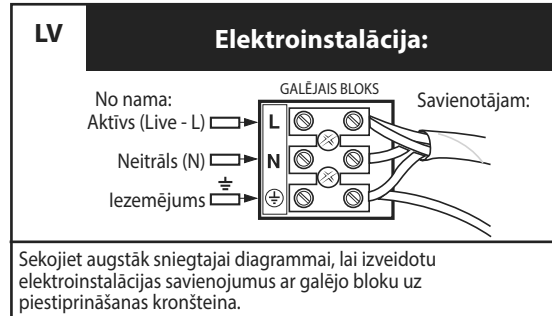 LV
Elektroinstalācija:
GALĒJAIS BLOKS
No nama:
Savienotājam:
Aktīvs (Live - L)
L
Neitrāls (N)
N
Iezemējums
Sekojiet augstāk sniegtajai diagrammai, lai izveidotu
elektroinstalācijas savienojumus ar galējo bloku uz
piestiprināšanas kronšteina.